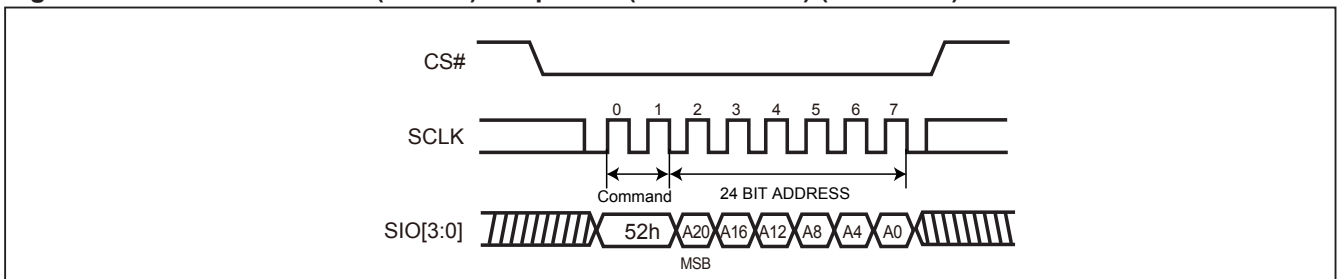 CS#
0 1 2 3 4 5 6 7
SCLK
Command 24 BIT ADDRESS
SIO[3:0] 52h A20 A16 A12 A8 A4 A0
MSB